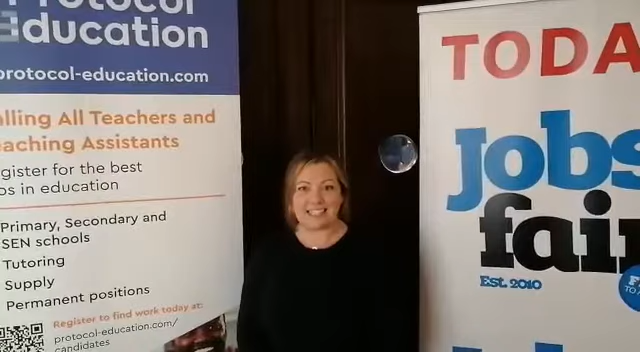 Protocol
Education
protocol-education.com
alling All Teachers and
eaching Assistants
egister for the best
bs in education
Primary, Secondary and
SEN schools
Tutoring
Supply
Permanent positions
Register to find work today at:
protocol-education.com/
candidates
TODA
Jobs
fair
Est. 2010